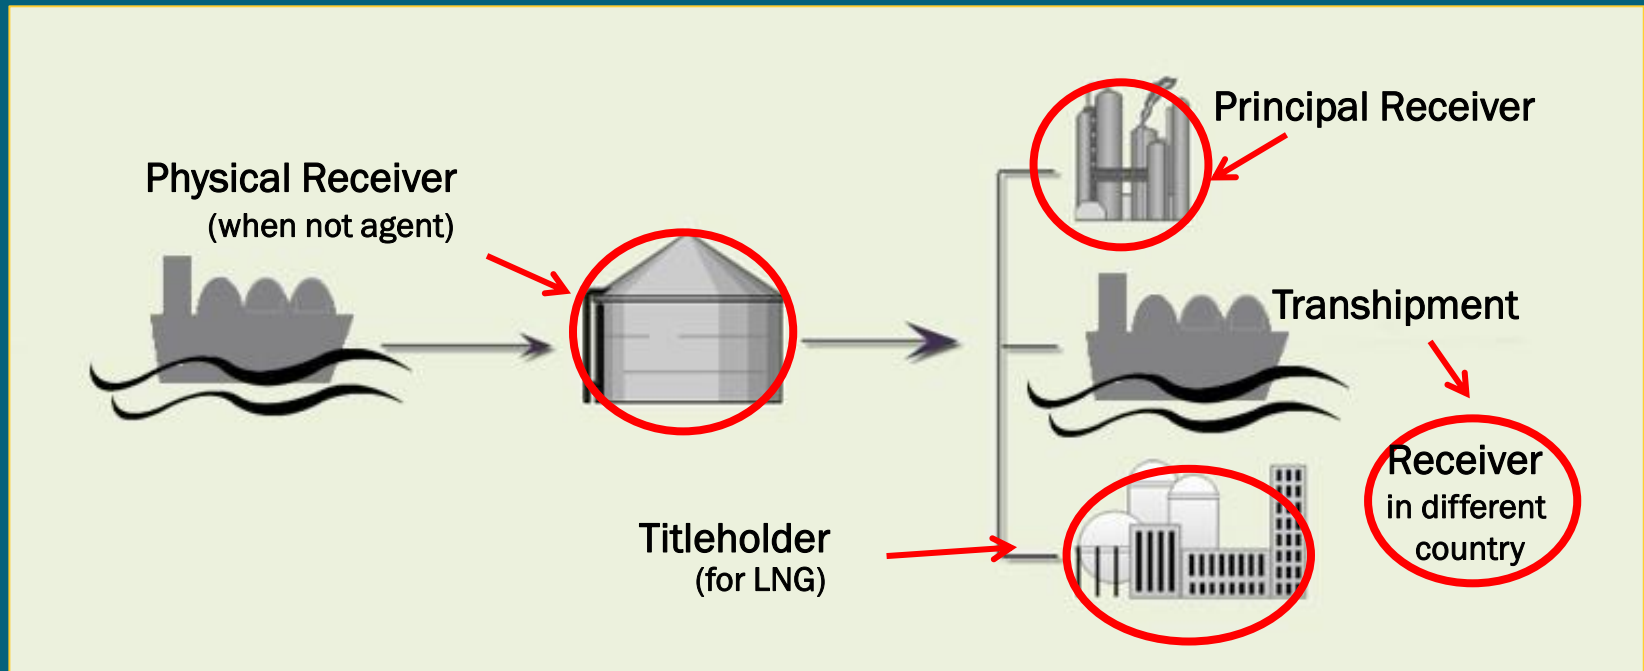 Principal Receiver
Physical Receiver
(when not agent)
Transhipment
Receiver
in different
country
Titleholder
(for LNG)